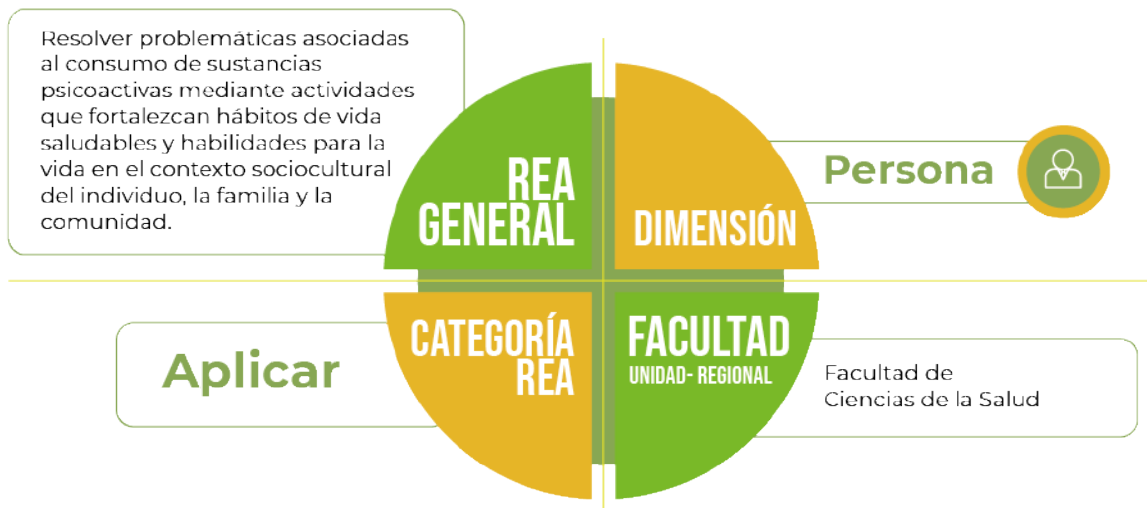 Resolver problemáticas asociadas
al consumo de sustancias
psicoactivas mediante actividades
que fortalezcan hábitos de vida
saludables y habilidades para la
vida en el contexto sociocultural
del individuo, la familia y la
comunidad.
REA
GENERAL
DIMENSIÓN
Persona
Aplicar
CATEGORÍA
REA
FACULTAD
UNIDAD- REGIONAL
Facultad de
Ciencias de la Salud